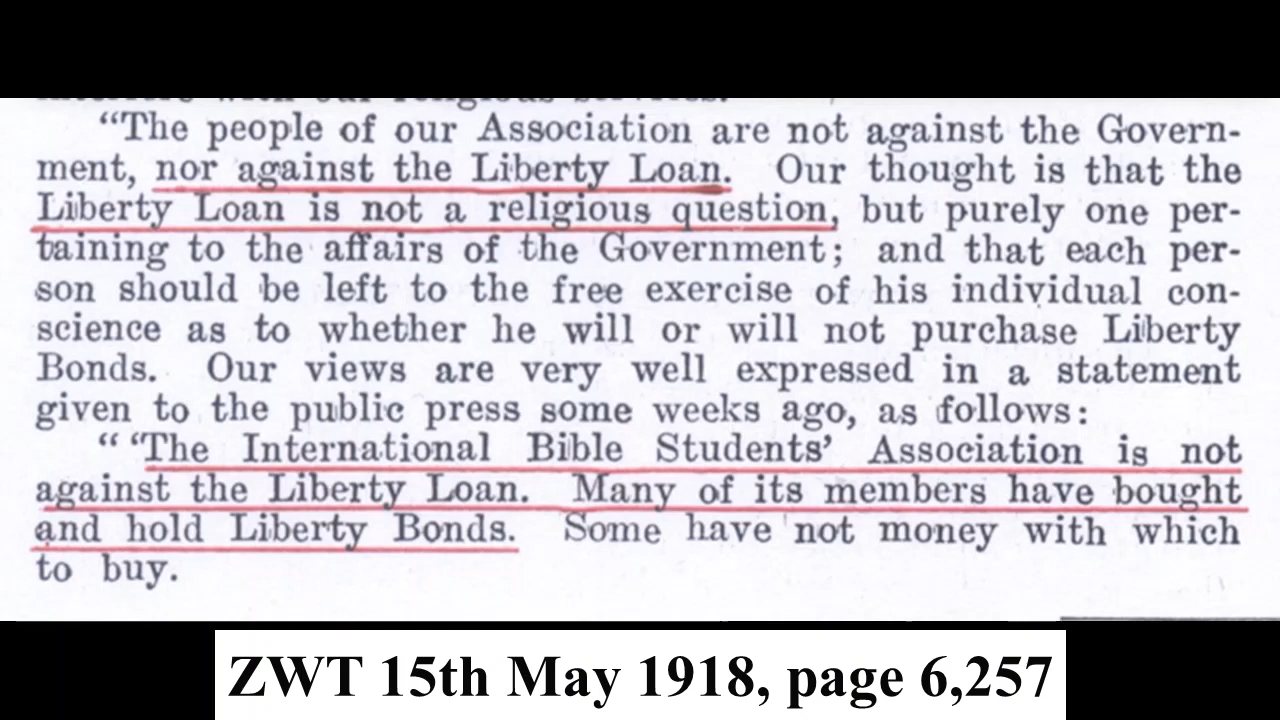 “The people of our Association are not against the Govern-
ment, nor against the Liberty Loan. Our thought is that the
Liberty Loan is not a religious question, but purely one per-
taining to the affairs of the Government; and that each per-
son should be left to the free exercise of his individual con-
science as to whether he will or will not purchase Liberty
Bonds. Our views are very well expressed in a statement
given to the public press some weeks ago, as follows:
“ ‘The International Bible Students’ Association is not
against the Liberty Loan. Many of its members have bought
and hold Liberty Bonds. Some have not money with which
to buy.
ZWT 15th May 1918, page 6,257